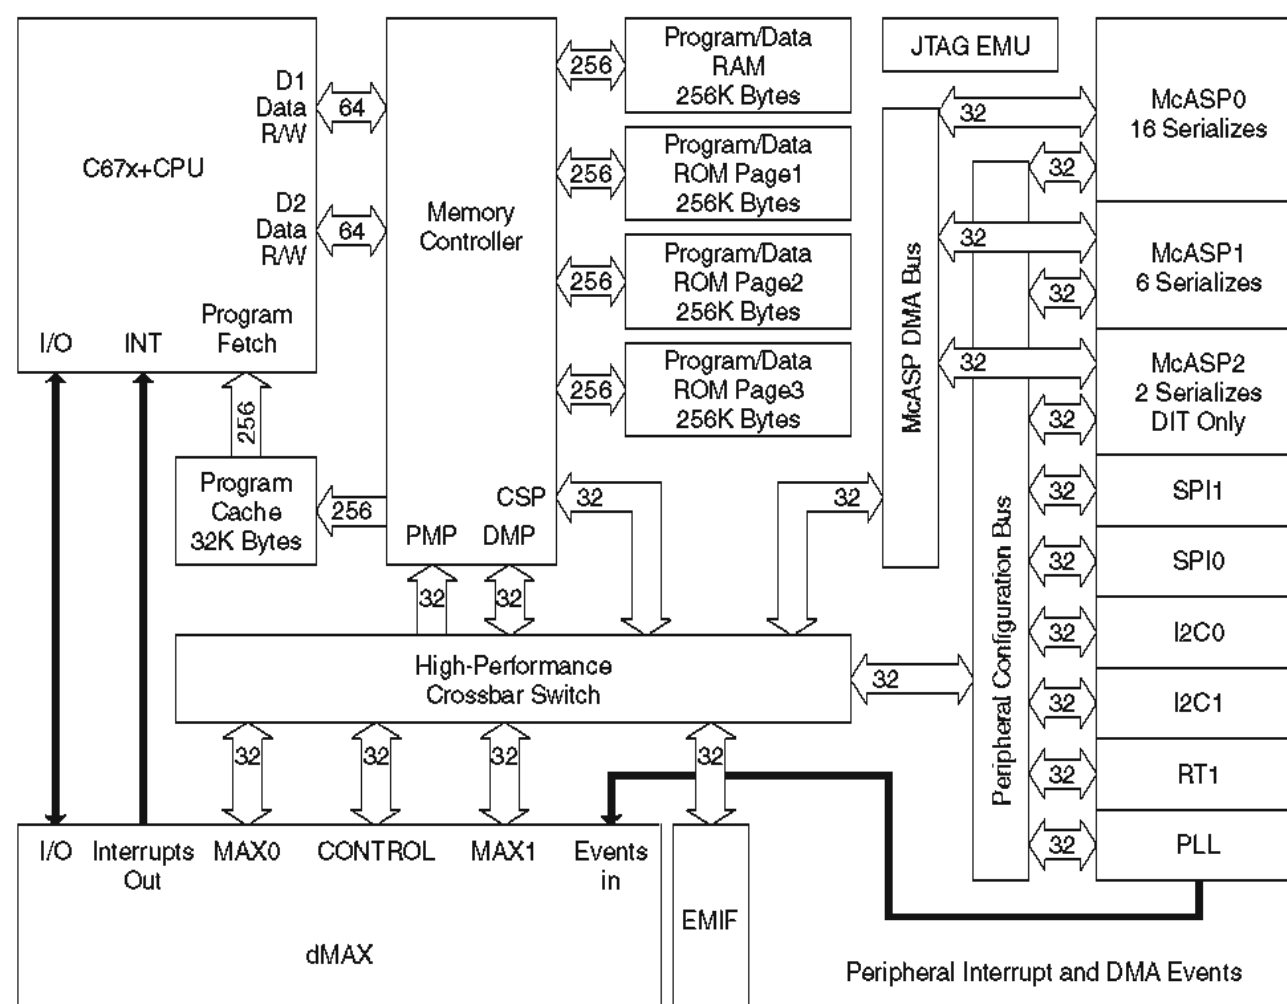 C67x+CPU
D1
Data
R/W
D2
Data
R/W
I/O
INT
Program
Fetch
64
64
Memory
Controller
CSP
PMP
DMP
256
Program/Data
RAM
256K Bytes
256
Program/Data
ROM Page1
256K Bytes
256
Program/Data
ROM Page2
256K Bytes
256
Program/Data
ROM Page3
256K Bytes
256
Program
Cache
32K Bytes
256
32
32
32
32
High-Performance
Crossbar Switch
32
32
32
32
32
I/O
Interrupts
Out
MAX0
CONTROL
MAX1
Events
in
dMAX
EMIF
JTAG EMU
McASP DMA Bus
Peripheral Configuration Bus
32
32
McASP0
16 Serializes
32
32
McASP1
6 Serializes
32
32
McASP2
2 Serializes
DIT Only
32
SPI1
32
SPI0
32
I2C0
32
I2C1
32
RT1
32
PLL
Peripheral Interrupt and DMA Events